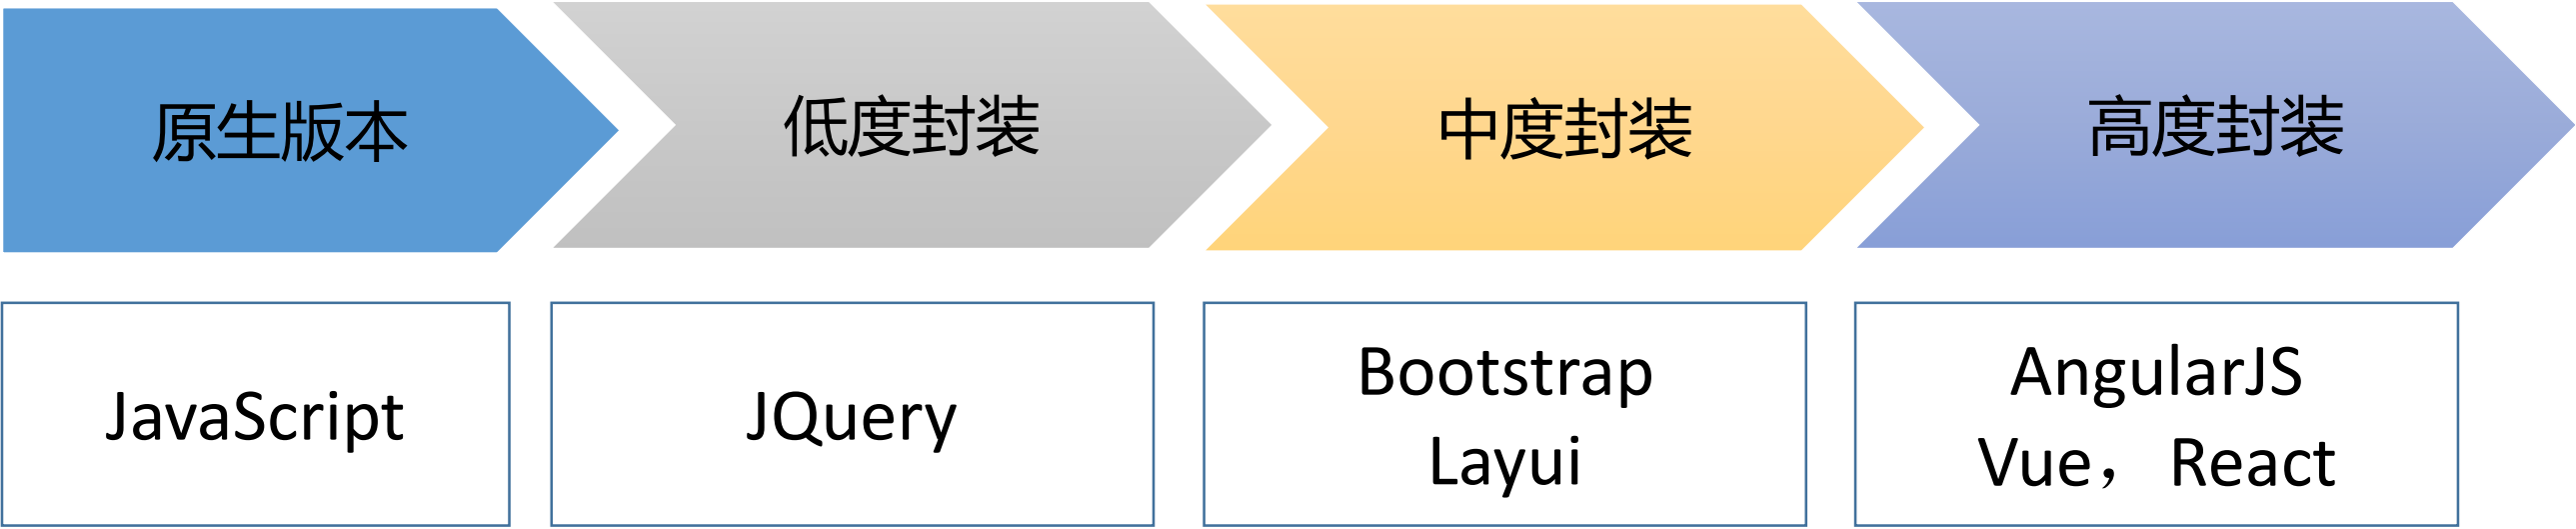 原生版本
低度封装
中度封装
高度封装
JavaScript
JQuery
Bootstrap
Layui
AngularJS
Vue，React